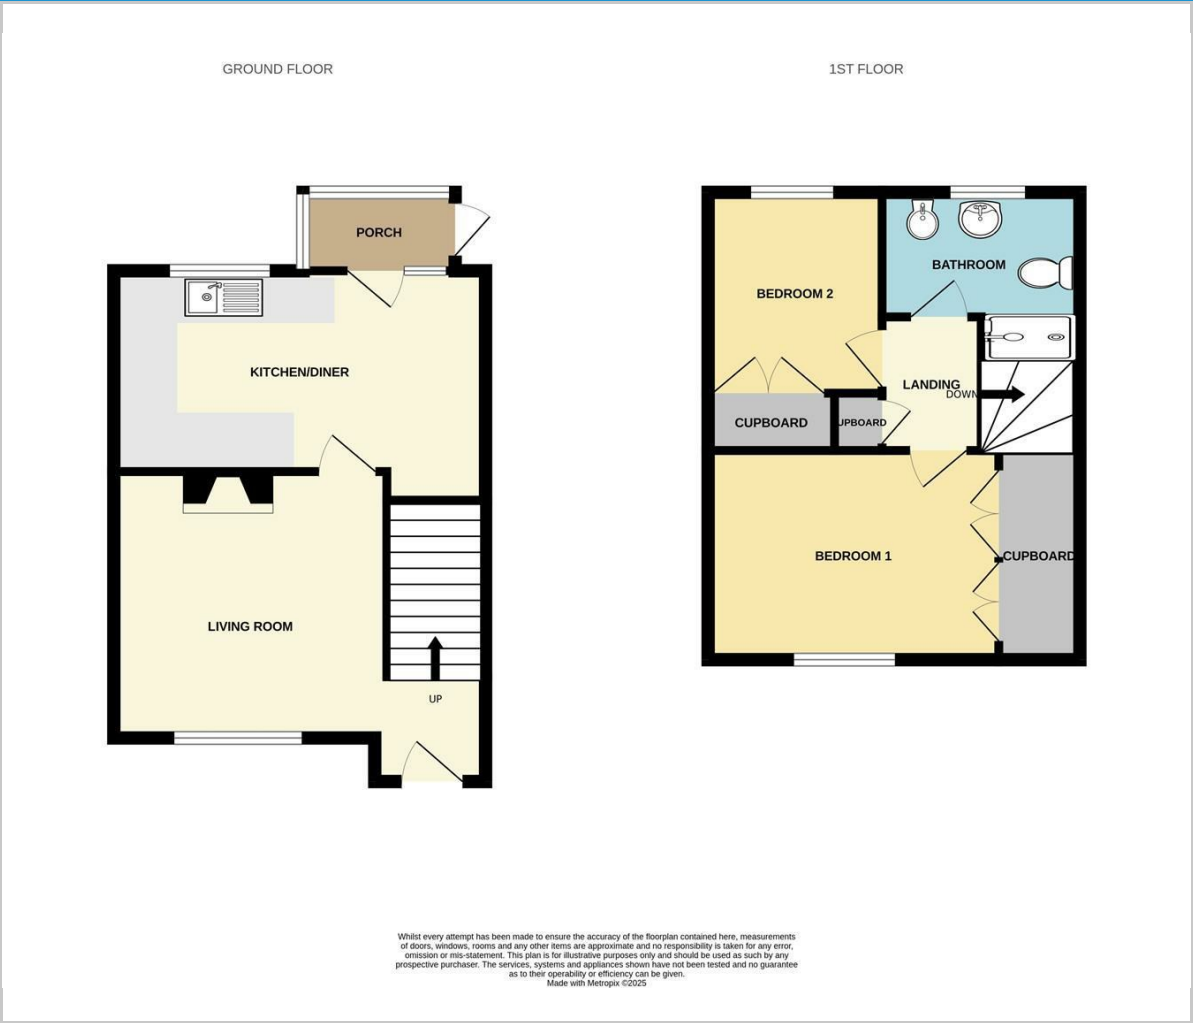 GROUND FLOOR
1ST FLOOR
PORCH
KITCHEN/DINER
LIVING ROOM
UP
BEDROOM 2
BATHROOM
LANDING
DOWN
CUPBOARD
UPBOARD
BEDROOM 1
CUPBOARD
Whilst every attempt has been made to ensure the accuracy of the floorplan contained here, measurements
of doors, windows, rooms and any other items are approximate and no responsibility is taken for any error,
omission or mis-statement. This plan is for illustrative purposes only and should be used as such by any
prospective purchaser. The services, systems and appliances shown have not been tested and no guarantee
as to their operability or efficiency can be given.
Made with Metropix ©2025